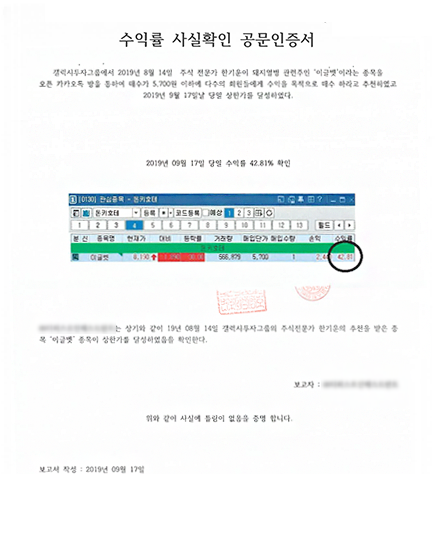 수익률 사실확인 공문인증서
갤럭시투자그룹에서 2019년 8월 14일 주식 전문가 한기운이 돼지열병 관련주인 '이글벳'이라는 종목을
오픈 카카오톡 방을 통하여 매수가 5,700원 이하에 다수의 회원들에게 수익을 목적으로 매수 하라고 추천하였고
2019년 9월 17일날 당일 상한가를 달성하였다.
2019년 09월 17일 당일 수익률 42.81% 확인
[0130] 관심종목 - 돈키호테
돈키호테 등록 코드등록 예상 1 2 3
1 2 3 4 5 6 7 8 9 10 필드
분 신 종목명 현재가 대비 등락률 거래량 매입단가 매입수량 손익 수익률
돈키호테
이글벳 8,190 566,879 5,700 1 42.81
는 상기와 같이 19년 08월 14일 갤럭시투자그룹의 주식전문가 한기운의 추천을 받은 종
목 '이글벳' 종목이 상한가를 달성하였음을 확인한다.
보고자 :
위와 같이 사실에 틀림이 없음을 증명 합니다.
보고서 작성 : 2019년 09월 17일